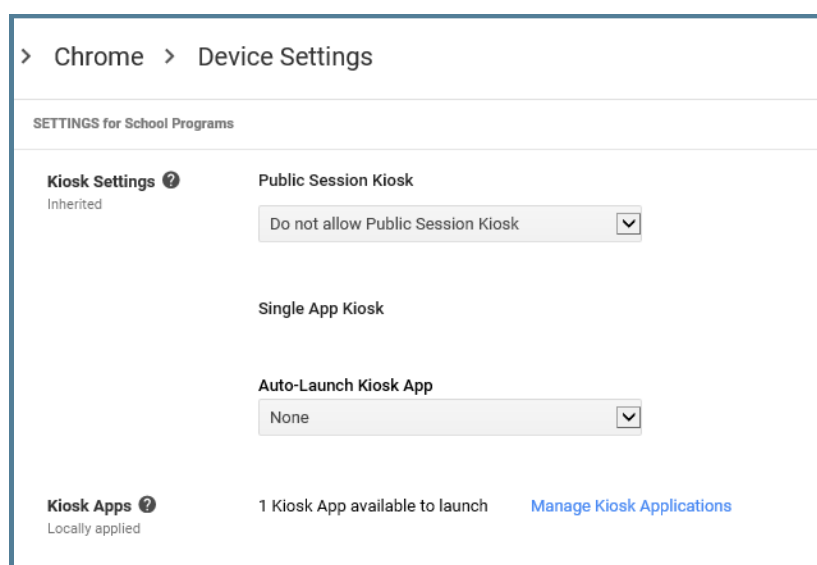 > Chrome > Device Settings
SETTINGS for School Programs
Kiosk Settings ?
Inherited
Public Session Kiosk
Do not allow Public Session Kiosk
Single App Kiosk
Auto-Launch Kiosk App
None
Kiosk Apps ?
Locally applied
1 Kiosk App available to launch Manage Kiosk Applications